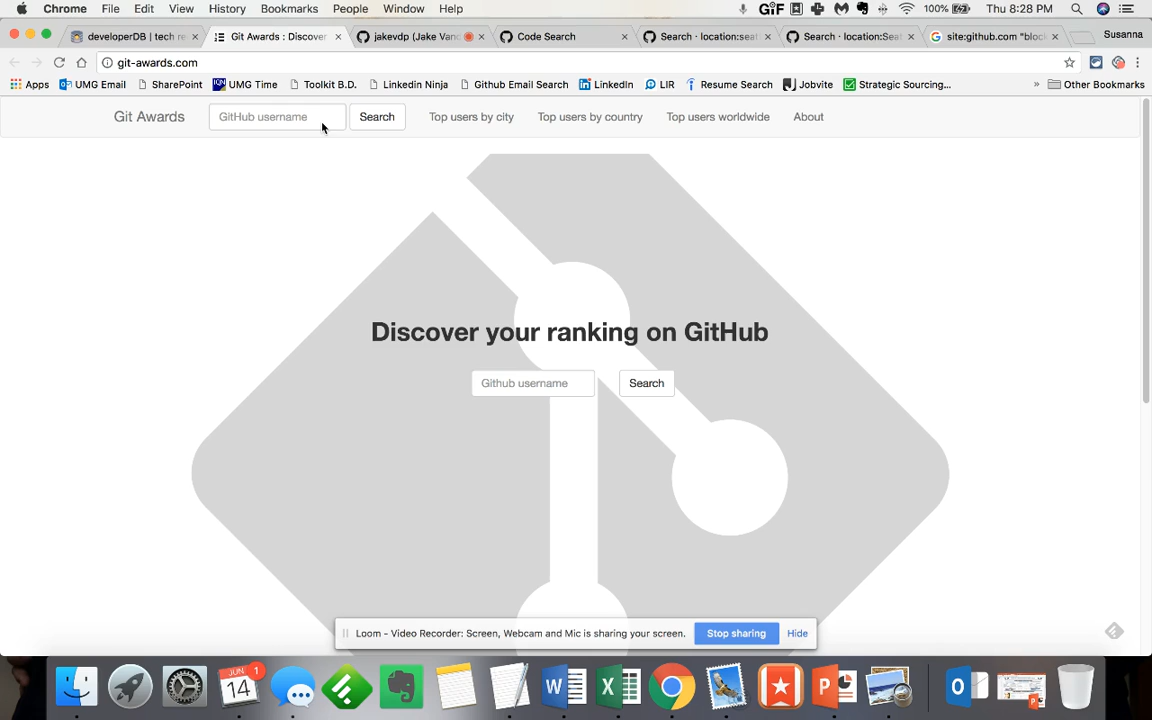 Chrome File Edit View History Bookmarks People Window Help GIF 100% Thu 8:28 PM
developerDB | tech re Git Awards : Discover jakevdp (Jake Van Code Search Search · location:seat Search · location:Seat site:github.com "block Susanna
git-awards.com
Apps UMG Email SharePoint UMG Time Toolkit B.D. Linkedin Ninja Github Email Search LinkedIn LIR Resume Search Jobvite Strategic Sourcing... » Other Bookmarks
Git Awards GitHub username Search Top users by city Top users by country Top users worldwide About
Discover your ranking on GitHub
Github username Search
Loom - Video Recorder: Screen, Webcam and Mic is sharing your screen. Stop sharing Hide
JUN 1
14